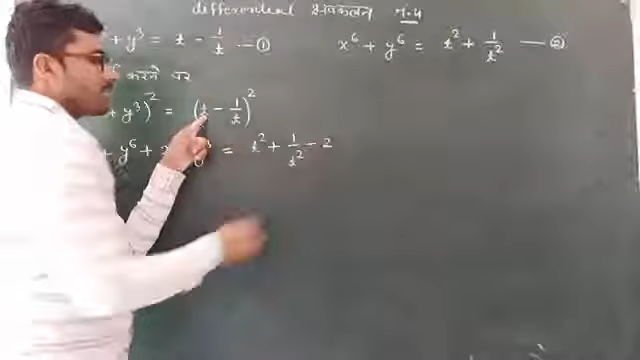 differential अवकलन M.4
+ y³ = t - 1/t —①
x⁶ + y⁶ = t² + 1/t² —②
करने पर
+ y³)² = (t - 1/t)²
+ y⁶ + = t² + 1/t² - 2